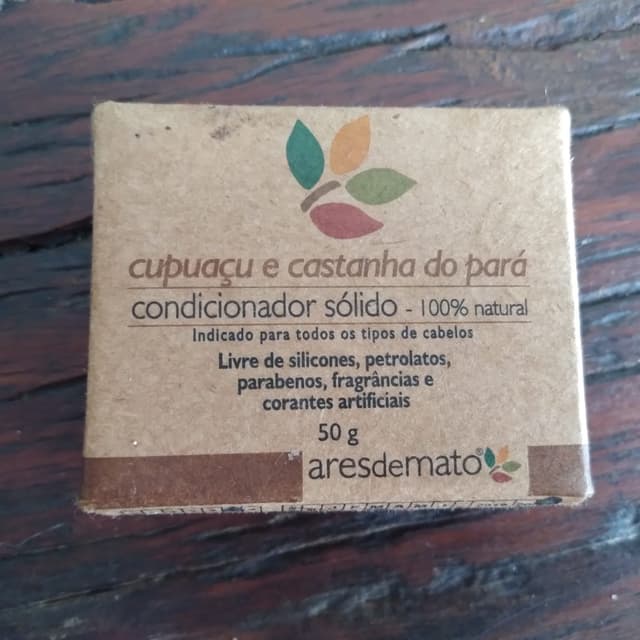 cupuaçu e castanha do pará
condicionador sólido - 100% natural
Indicado para todos os tipos de cabelos
Livre de silicones, petrolatos,
parabenos, fragrâncias e
corantes artificiais
50 g
aresdemato®